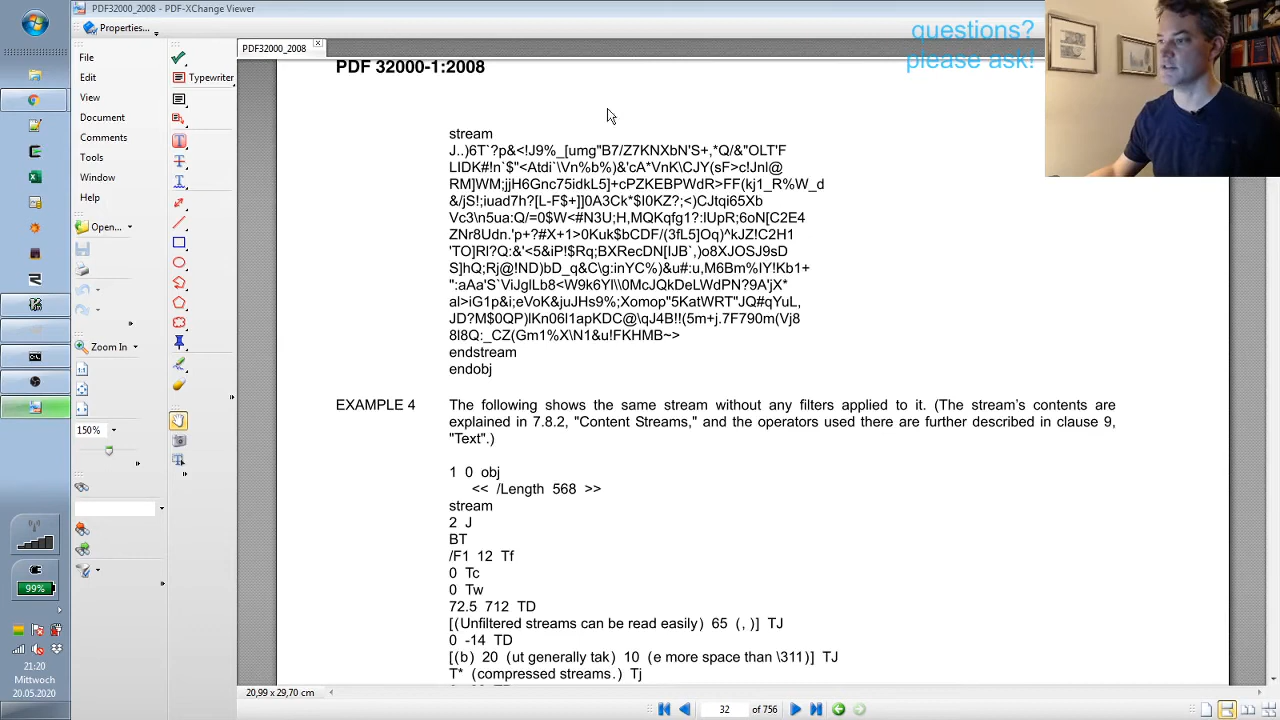 PDF32000_2008 - PDF-XChange Viewer
Properties...
questions?
please ask!
PDF32000_2008
File
Edit
View
Document
Comments
Tools
Window
Help
Open...
Zoom In
150%
99%
21:20
Mittwoch
20.05.2020
Typewriter
PDF 32000-1:2008
stream
J..)6T`?p&<!J9%_[umg"B7/Z7KNXbN'S+,*Q/&"OLT'F
LIDK#!n`$"<Atdi`\Vn%b%)&'cA*VnK\CJY(sF>c!Jnl@
RM]WM;jjH6Gnc75idkL5]+cPZKEBPWdR>FF(kj1_R%W_d
&/jS!;iuad7h?[L-F$+]]0A3Ck*$I0KZ?;<)CJtqi65Xb
Vc3\n5ua:Q/=0$W<#N3U;H,MQKqfg1?:lUpR;6oN[C2E4
ZNr8Udn.'p+?#X+1>0Kuk$bCDF/(3fL5]Oq)^kJZ!C2H1
'TO]Rl?Q:&'<5&iP!$Rq;BXRecDN[IJB`,)o8XJOSJ9sD
S]hQ;Rj@!ND)bD_q&C\g:inYC%)&u#:u,M6Bm%IY!Kb1+
":aAa'S`ViJglLb8<W9k6Yl\\0McJQkDeLWdPN?9A'jX*
al>iG1p&i;eVoK&juJHs9%;Xomop"5KatWRT"JQ#qYuL,
JD?M$0QP)lKn06l1apKDC@\qJ4B!!(5m+j.7F790m(Vj8
8l8Q:_CZ(Gm1%X\N1&u!FKHMB~>
endstream
endobj
EXAMPLE 4 The following shows the same stream without any filters applied to it. (The stream's contents are
explained in 7.8.2, "Content Streams," and the operators used there are further described in clause 9,
"Text".)
1 0 obj
<< /Length 568 >>
stream
2 J
BT
/F1 12 Tf
0 Tc
0 Tw
72.5 712 TD
[(Unfiltered streams can be read easily) 65 (, )] TJ
0 -14 TD
[(b) 20 (ut generally tak) 10 (e more space than \311)] TJ
T* (compressed streams.) Tj
20,99 x 29,70 cm
32 of 756